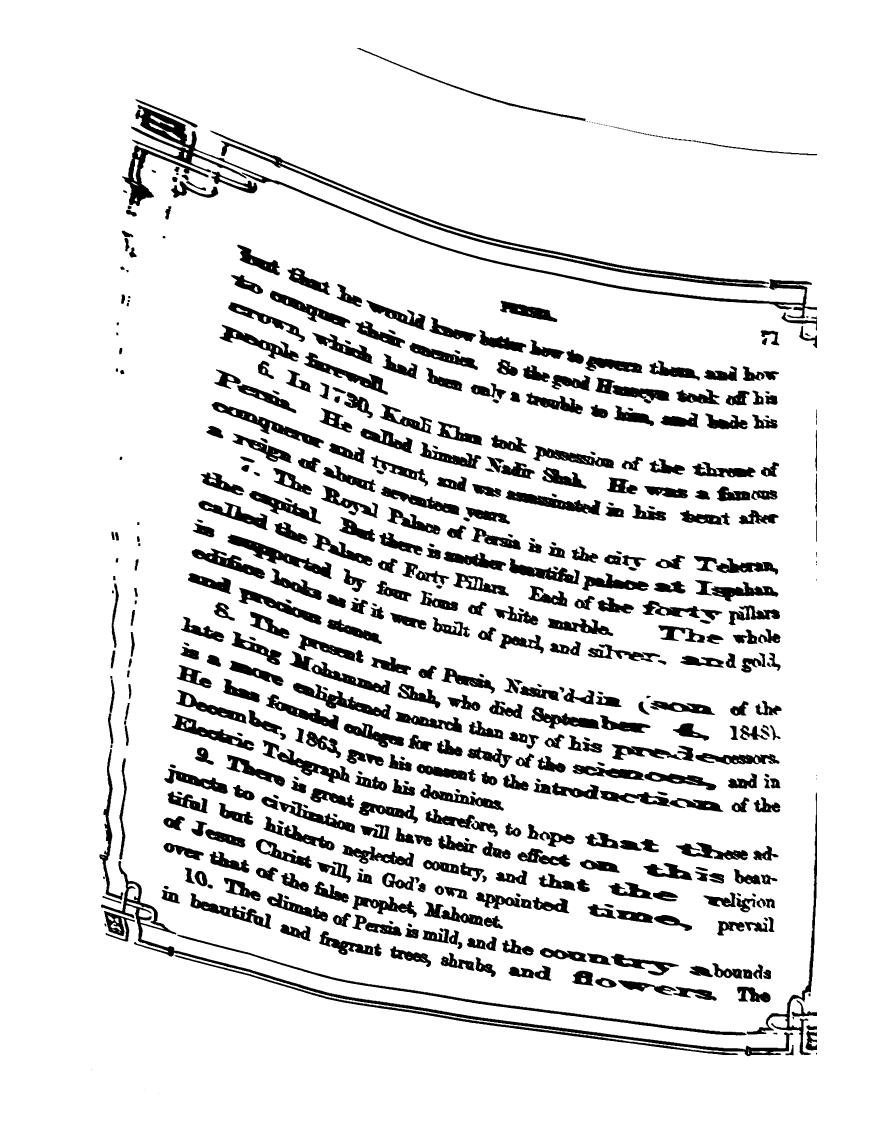 PERSIA.
71
but that he would know better how to govern them, and how
to conquer their enemies. So the good Husseyn took off his
crown, which had been only a trouble to him, and bade his
people farewell.
6. In 1730, Kouli Khan took possession of the throne of
Persia. He called himself Nadir Shah. He was a famous
conqueror and tyrant, and was assassinated in his tent after
a reign of about seventeen years.
7. The Royal Palace of Persia is in the city of Teheran,
the capital. But there is another beautiful palace at Ispahan,
called the Palace of Forty Pillars. Each of the forty pillars
is supported by four lions of white marble. The whole
edifice looks as if it were built of pearl, and silver, and gold,
and precious stones.
8. The present ruler of Persia, Nasiru'd-din (son of the
late king Mohammed Shah, who died September 4, 1848).
is a more enlightened monarch than any of his predecessors.
He has founded colleges for the study of the sciences, and in
December, 1863, gave his consent to the introduction of the
Electric Telegraph into his dominions.
9. There is great ground, therefore, to hope that these ad-
juncts to civilization will have their due effect on this beau-
tiful but hitherto neglected country, and that the religion
of Jesus Christ will, in God's own appointed time, prevail
over that of the false prophet, Mahomet.
10. The climate of Persia is mild, and the country abounds
in beautiful and fragrant trees, shrubs, and flowers. The